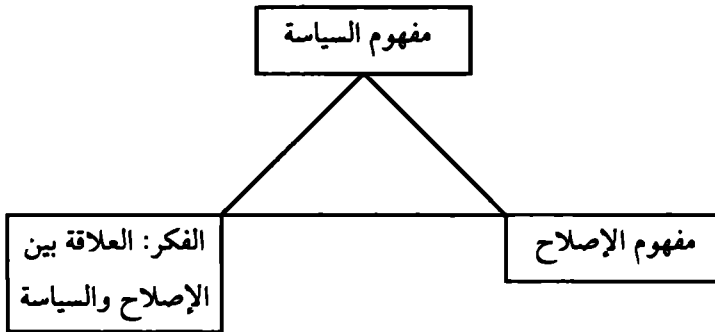 مفهوم السياسة
مفهوم الإصلاح
الفكر: العلاقة بين
الإصلاح والسياسة